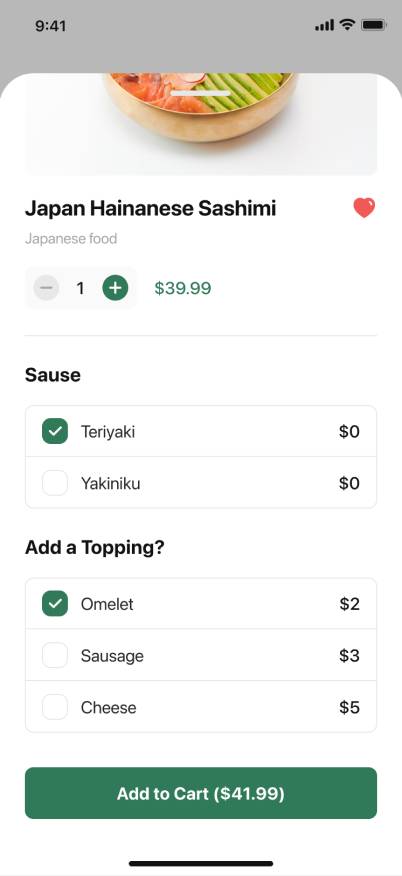 9:41
Japan Hainanese Sashimi
Japanese food
1 $39.99
Sause
Teriyaki $0
Yakiniku $0
Add a Topping?
Omelet $2
Sausage $3
Cheese $5
Add to Cart ($41.99)